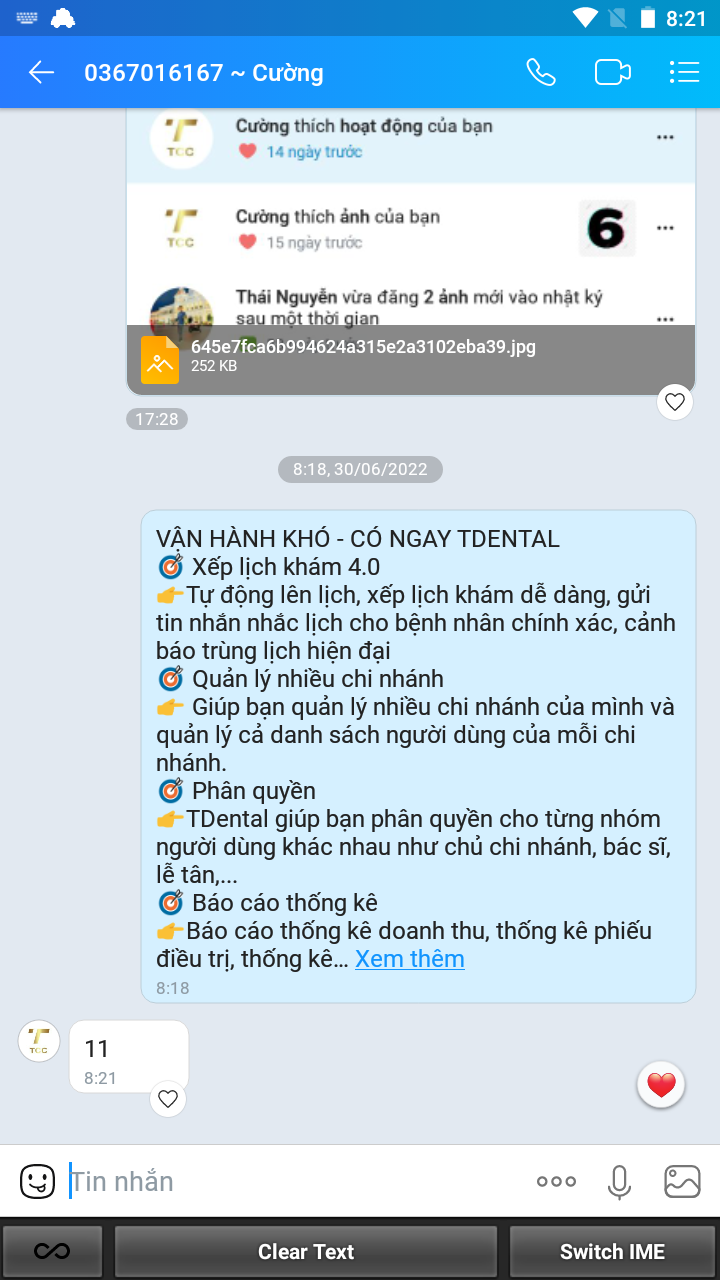 8:21
0367016167 ~ Cường
Cường thích hoạt động của bạn
14 ngày trước
TCC
Cường thích ảnh của bạn
15 ngày trước
TCC
6
Thái Nguyễn vừa đăng 2 ảnh mới vào nhật ký
sau một thời gian
645e7fca6b994624a315e2a3102eba39.jpg
252 KB
17:28
8:18, 30/06/2022
VẬN HÀNH KHÓ - CÓ NGAY TDENTAL
🎯 Xếp lịch khám 4.0
👉Tự động lên lịch, xếp lịch khám dễ dàng, gửi
tin nhắn nhắc lịch cho bệnh nhân chính xác, cảnh
báo trùng lịch hiện đại
🎯 Quản lý nhiều chi nhánh
👉 Giúp bạn quản lý nhiều chi nhánh của mình và
quản lý cả danh sách người dùng của mỗi chi
nhánh.
🎯 Phân quyền
👉TDental giúp bạn phân quyền cho từng nhóm
người dùng khác nhau như chủ chi nhánh, bác sĩ,
lễ tân,...
🎯 Báo cáo thống kê
👉Báo cáo thống kê doanh thu, thống kê phiếu
điều trị, thống kê... Xem thêm
8:18
TCC
11
8:21
Tin nhắn
Clear Text
Switch IME